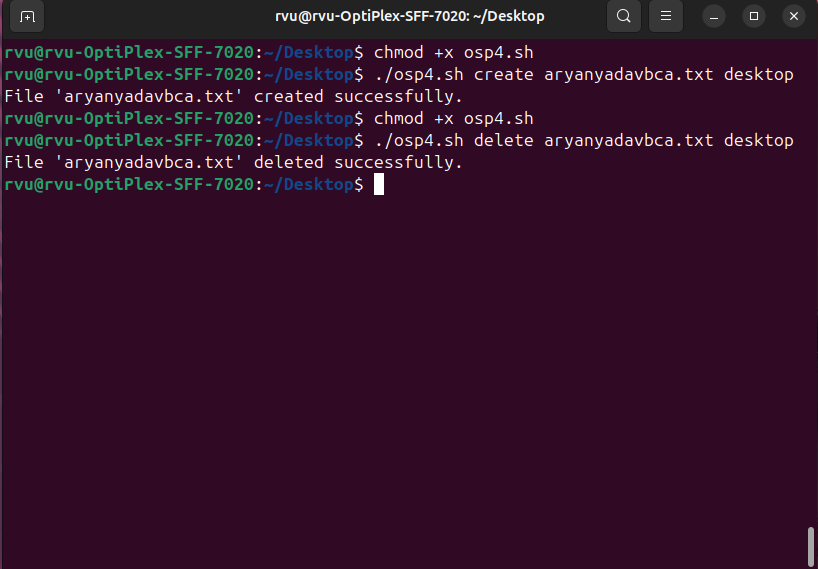 rvu@rvu-OptiPlex-SFF-7020: ~/Desktop
rvu@rvu-OptiPlex-SFF-7020:~/Desktop$ chmod +x osp4.sh
rvu@rvu-OptiPlex-SFF-7020:~/Desktop$ ./osp4.sh create aryanyadavbca.txt desktop
File 'aryanyadavbca.txt' created successfully.
rvu@rvu-OptiPlex-SFF-7020:~/Desktop$ chmod +x osp4.sh
rvu@rvu-OptiPlex-SFF-7020:~/Desktop$ ./osp4.sh delete aryanyadavbca.txt desktop
File 'aryanyadavbca.txt' deleted successfully.
rvu@rvu-OptiPlex-SFF-7020:~/Desktop$